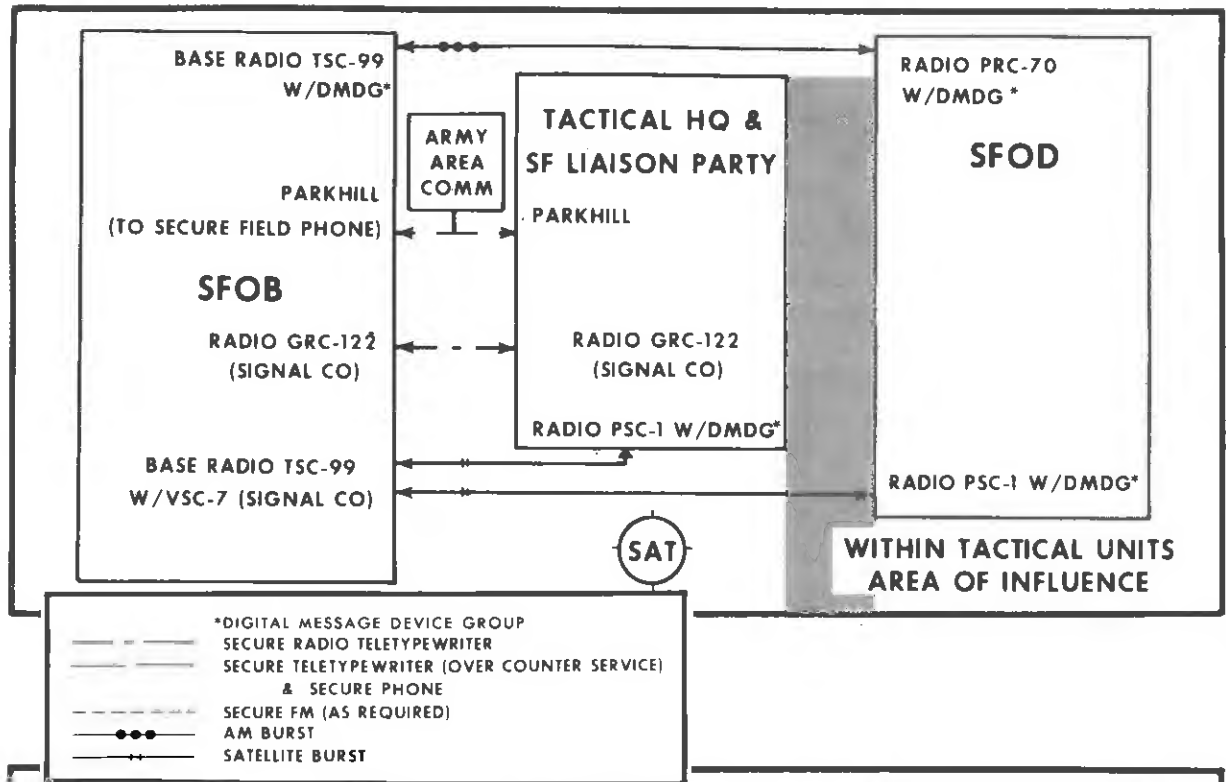 BASE RADIO TSC-99
W/DMDG*
PARKHILL
(TO SECURE FIELD PHONE)
SFOB
RADIO GRC-122
(SIGNAL CO)
BASE RADIO TSC-99
W/VSC-7 (SIGNAL CO)
ARMY
AREA
COMM
TACTICAL HQ &
SF LIAISON PARTY
PARKHILL
RADIO GRC-122
(SIGNAL CO)
RADIO PSC-1 W/DMDG*
RADIO PRC-70
W/DMDG *
SFOD
RADIO PSC-1 W/DMDG*
SAT
WITHIN TACTICAL UNITS
AREA OF INFLUENCE
*DIGITAL MESSAGE DEVICE GROUP
SECURE RADIO TELETYPEWRITER
SECURE TELETYPEWRITER (OVER COUNTER SERVICE)
& SECURE PHONE
SECURE FM (AS REQUIRED)
AM BURST
SATELLITE BURST